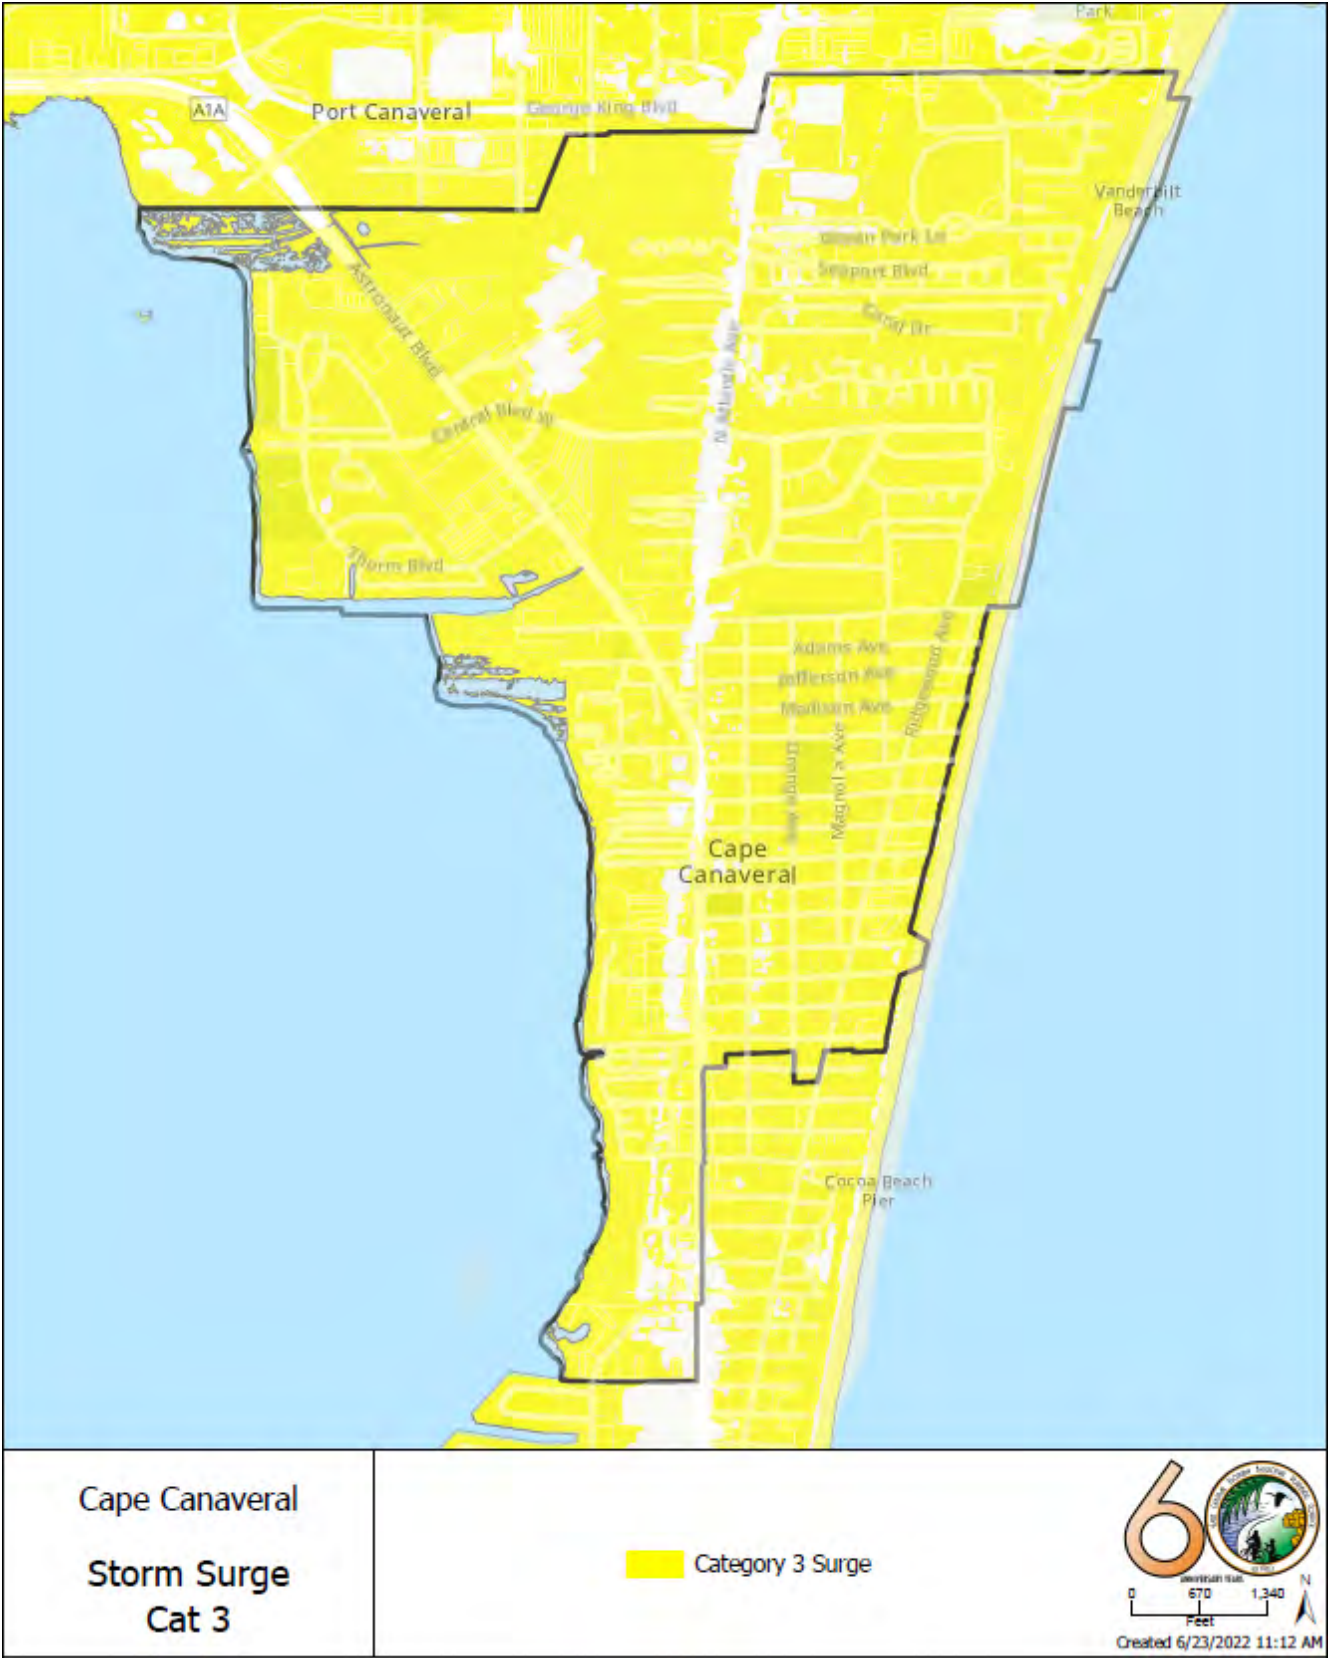 Park
A1A
Port Canaveral
George King Blvd
Vanderbilt
Beach
Ocean Park Ln
Seaport Blvd
Astronaut Blvd
N Atlantic Ave
Central Blvd W
Thurm Blvd
Adams Ave
Jefferson Ave
Madison Ave
Ridgewood Ave
Orange Ave
Magnolia Ave
Cape
Canaveral
Cocoa Beach
Pier
Cape Canaveral
Storm Surge
Cat 3
Category 3 Surge
60
N
0 670 1,340
Feet
Created 6/23/2022 11:12 AM